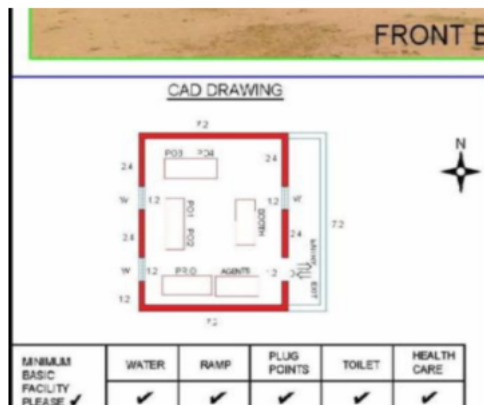 FRONT E
CAD DRAWING
7.2
N
PO3 PO4
2.4 2.4
W 1.2 1.2 W
PO1 PO2
BOOTH
7.2
2.4 2.4
W 1.2 PRO AGENTS 1.2
EXIT
1.2
7.2
MINIMUM BASIC FACILITY PLEASE ✔
WATER RAMP PLUG POINTS TOILET HEALTH CARE
✔ ✔ ✔ ✔ ✔